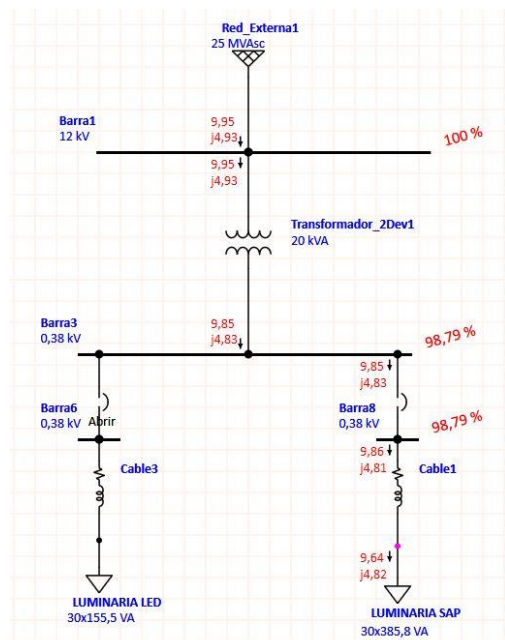 Red_Externa1
25 MVAsc
9,95
j4,93
Barra1
12 kV
100 %
9,95
j4,93
Transformador_2Dev1
20 kVA
Barra3
0,38 kV
9,85
j4,83
98,79 %
9,85
j4,83
Barra6
0,38 kV
Abrir
Barra8
0,38 kV
98,79 %
9,86
j4,81
Cable3
Cable1
9,64
j4,82
LUMINARIA LED
30x155,5 VA
LUMINARIA SAP
30x385,8 VA